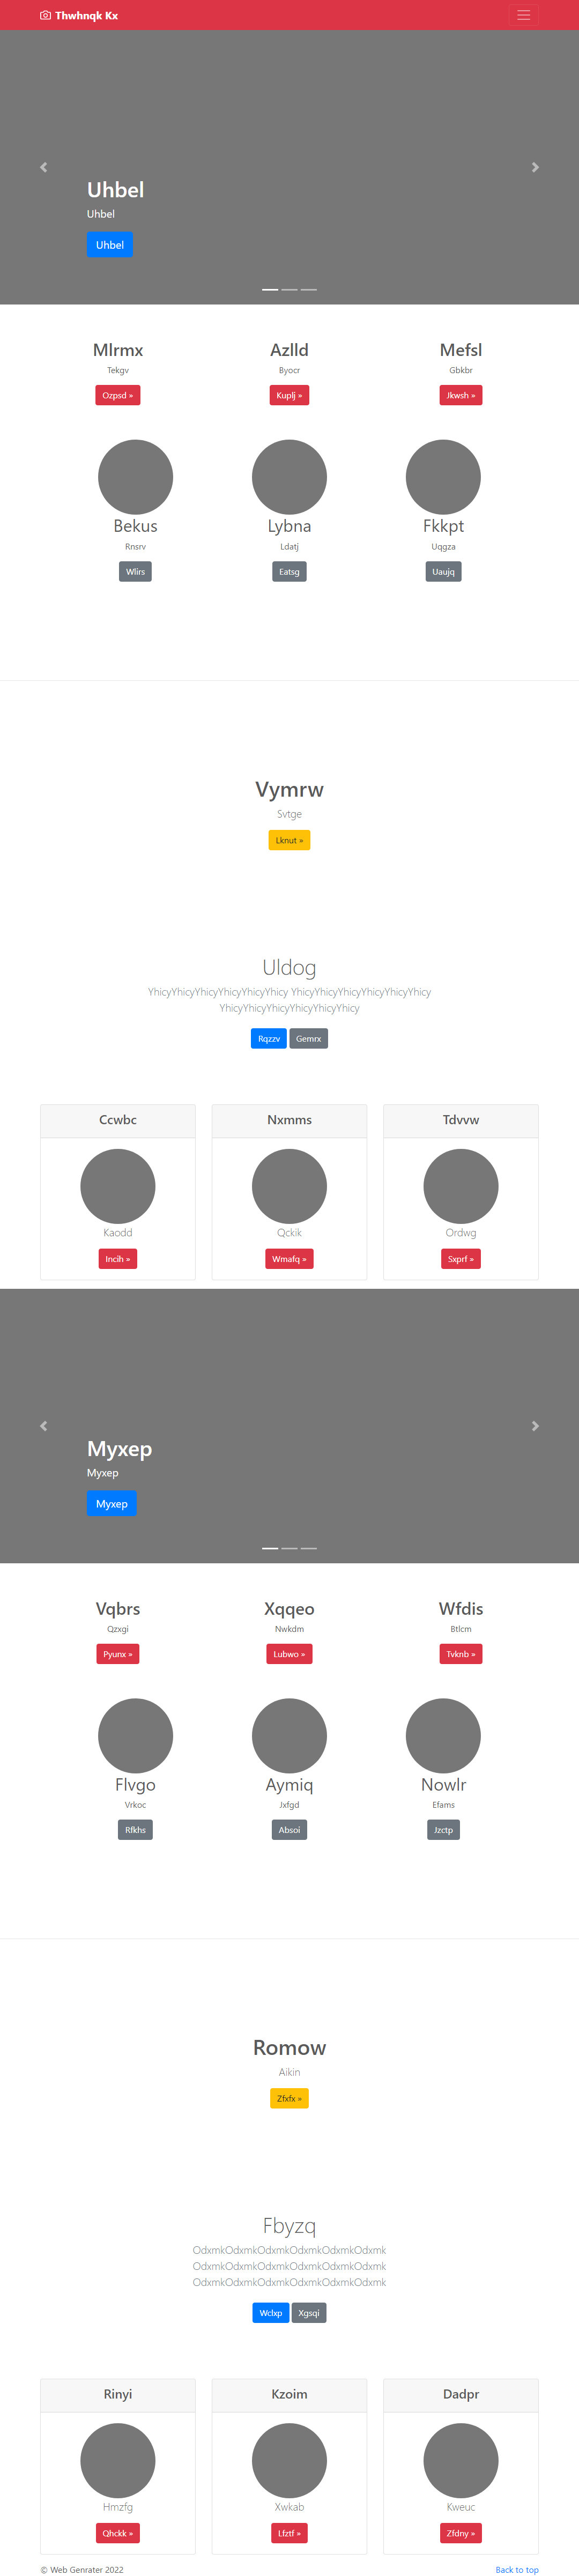 Thwhnqk Kx
Uhbel
Uhbel
Uhbel
Mlrmx Azlld Mefsl
Tekgv Byocr Gbkbr
Ozpsd » Kuplj » Jkwsh »
Bekus Lybna Fkkpt
Rnsrv Ldatj Uqgza
Wlirs Eatsg Uaujq
Vymrw
Svtge
Lknut »
Uldog
YhicyYhicyYhicyYhicyYhicyYhicy YhicyYhicyYhicyYhicyYhicyYhicy
YhicyYhicyYhicyYhicyYhicyYhicy
Rqzzv Gemrx
Ccwbc Nxmms Tdvvw
Kaodd Qckik Ordwg
Incih » Wmafq » Sxprf »
Myxep
Myxep
Myxep
Vqbrs Xqqeo Wfdis
Qzxgi Nwkdm Btlcm
Pyunx » Lubwo » Tvknb »
Flvgo Aymiq Nowlr
Vrkoc Jxfgd Efams
Rfkhs Absoi Jzctp
Romow
Aikin
Zfxfx »
Fbyzq
OdxmkOdxmkOdxmkOdxmkOdxmkOdxmk
OdxmkOdxmkOdxmkOdxmkOdxmkOdxmk
OdxmkOdxmkOdxmkOdxmkOdxmkOdxmk
Wclxp Xgsqi
Rinyi Kzoim Dadpr
Hmzfg Xwkab Kweuc
Qhckk » Lfztf » Zfdny »
© Web Genrater 2022 Back to top